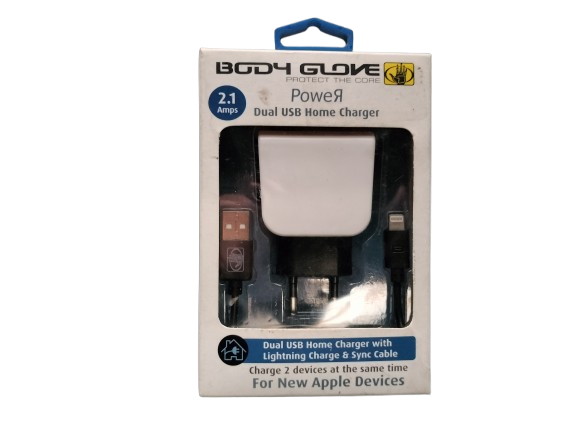 BODY GLOVE
PROTECT THE CORE
PoweЯ
2.1
Amps
Dual USB Home Charger
Dual USB Home Charger with
Lightning Charge & Sync Cable
Charge 2 devices at the same time
For New Apple Devices